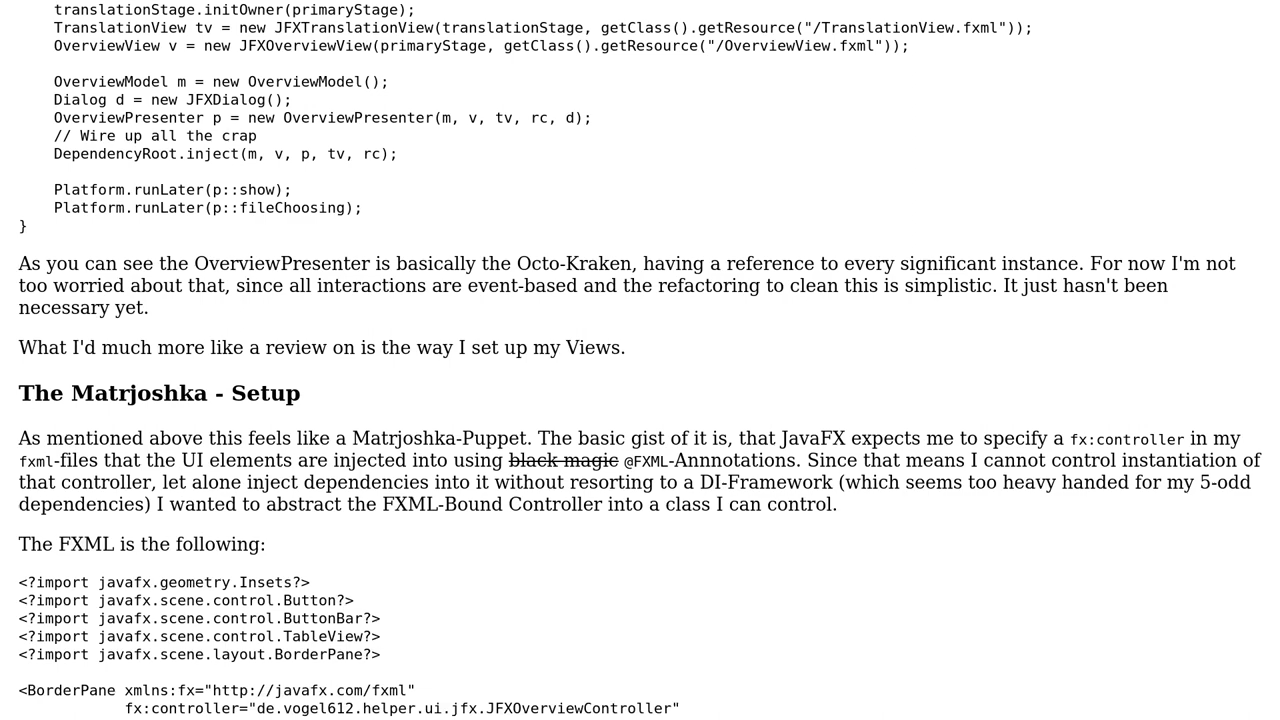 translationStage.initOwner(primaryStage);
TranslationView tv = new JFXTranslationView(translationStage, getClass().getResource("/TranslationView.fxml"));
OverviewView v = new JFXOverviewView(primaryStage, getClass().getResource("/OverviewView.fxml"));
OverviewModel m = new OverviewModel();
Dialog d = new JFXDialog();
OverviewPresenter p = new OverviewPresenter(m, v, tv, rc, d);
// Wire up all the crap
DependencyRoot.inject(m, v, p, tv, rc);
Platform.runLater(p::show);
Platform.runLater(p::fileChoosing);
}
As you can see the OverviewPresenter is basically the Octo-Kraken, having a reference to every significant instance. For now I'm not
too worried about that, since all interactions are event-based and the refactoring to clean this is simplistic. It just hasn't been
necessary yet.
What I'd much more like a review on is the way I set up my Views.
The Matrjoshka - Setup
As mentioned above this feels like a Matrjoshka-Puppet. The basic gist of it is, that JavaFX expects me to specify a fx:controller in my
fxml-files that the UI elements are injected into using black magic @FXML-Annnotations. Since that means I cannot control instantiation of
that controller, let alone inject dependencies into it without resorting to a DI-Framework (which seems too heavy handed for my 5-odd
dependencies) I wanted to abstract the FXML-Bound Controller into a class I can control.
The FXML is the following:
<?import javafx.geometry.Insets?>
<?import javafx.scene.control.Button?>
<?import javafx.scene.control.ButtonBar?>
<?import javafx.scene.control.TableView?>
<?import javafx.scene.layout.BorderPane?>
<BorderPane xmlns:fx="http://javafx.com/fxml"
fx:controller="de.vogel612.helper.ui.jfx.JFXOverviewController"